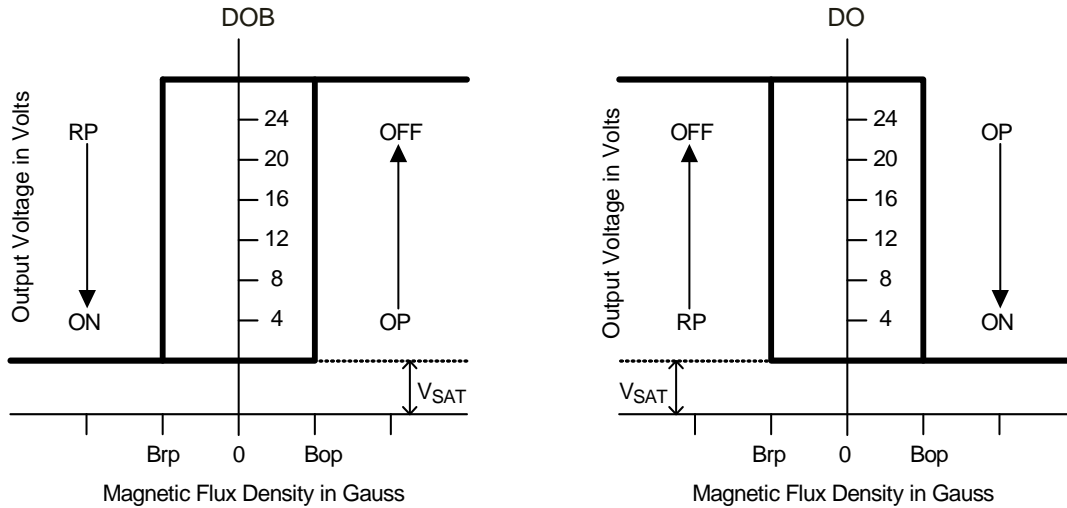 DOB
Output Voltage in Volts
RP
ON
24
20
16
12
8
4
OFF
OP
VSAT
Brp
0
Bop
Magnetic Flux Density in Gauss
DO
Output Voltage in Volts
OFF
RP
24
20
16
12
8
4
OP
ON
VSAT
Brp
0
Bop
Magnetic Flux Density in Gauss